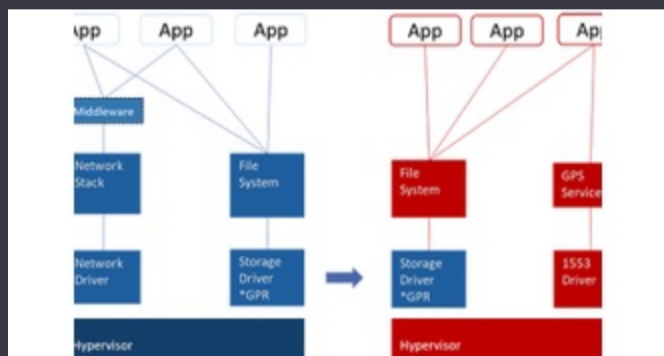 App App App App App App
Middleware
Network
Stack
File
System
File
System
GPS
Service
Network
Driver
Storage
Driver
*GPR
Storage
Driver
*GPR
1553
Driver
Hypervisor
Hypervisor